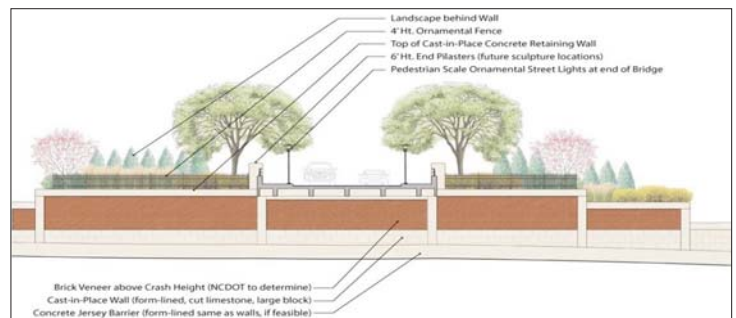 Landscape behind Wall
4' Ht. Ornamental Fence
Top of Cast-in-Place Concrete Retaining Wall
6' Ht. End Pilasters (future sculpture locations)
Pedestrian Scale Ornamental Street Lights at end of Bridge
Brick Veneer above Crash Height (NCDOT to determine)
Cast-in-Place Wall (form-lined, cut limestone, large block)
Concrete Jersey Barrier (form-lined same as walls, if feasible)